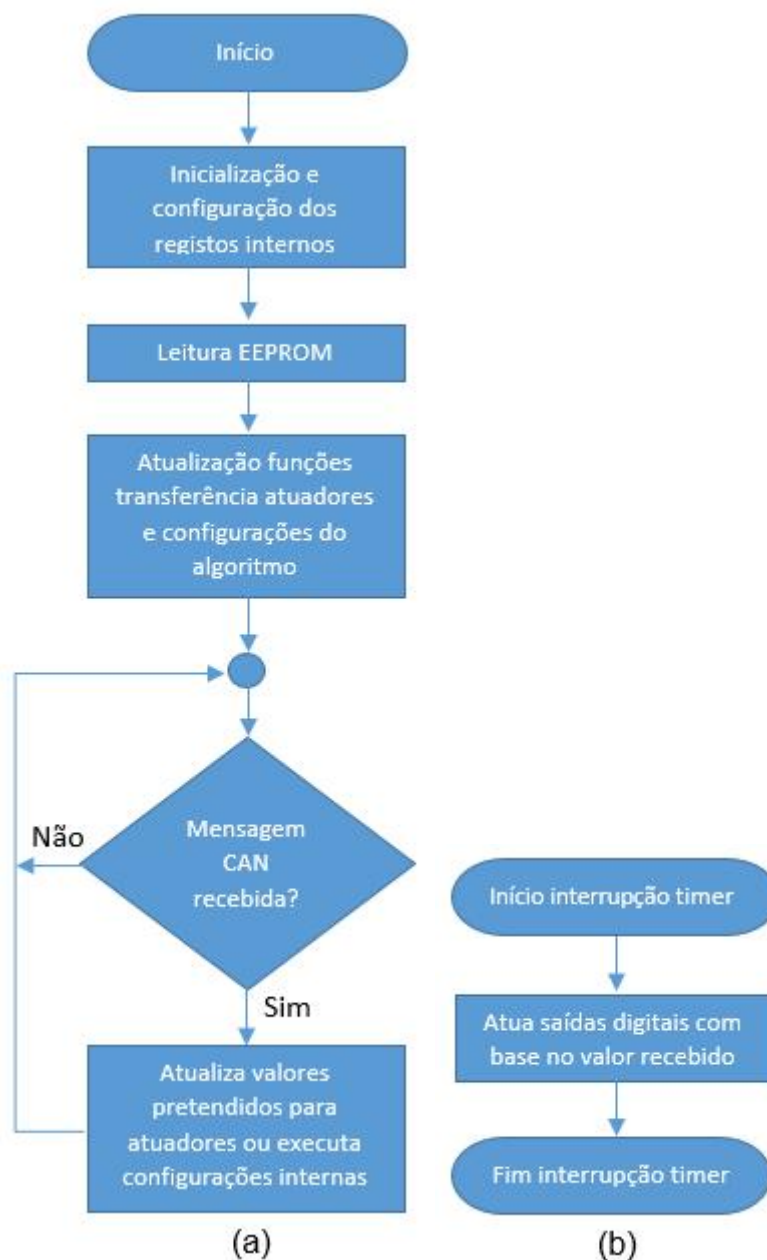 Início
Inicialização e
configuração dos
registos internos
Leitura EEPROM
Atualização funções
transferência atuadores
e configurações do
algoritmo
Mensagem
CAN
recebida?
Não
Sim
Atualiza valores
pretendidos para
atuadores ou executa
configurações internas
(a)
Início interrupção timer
Atua saídas digitais com
base no valor recebido
Fim interrupção timer
(b)